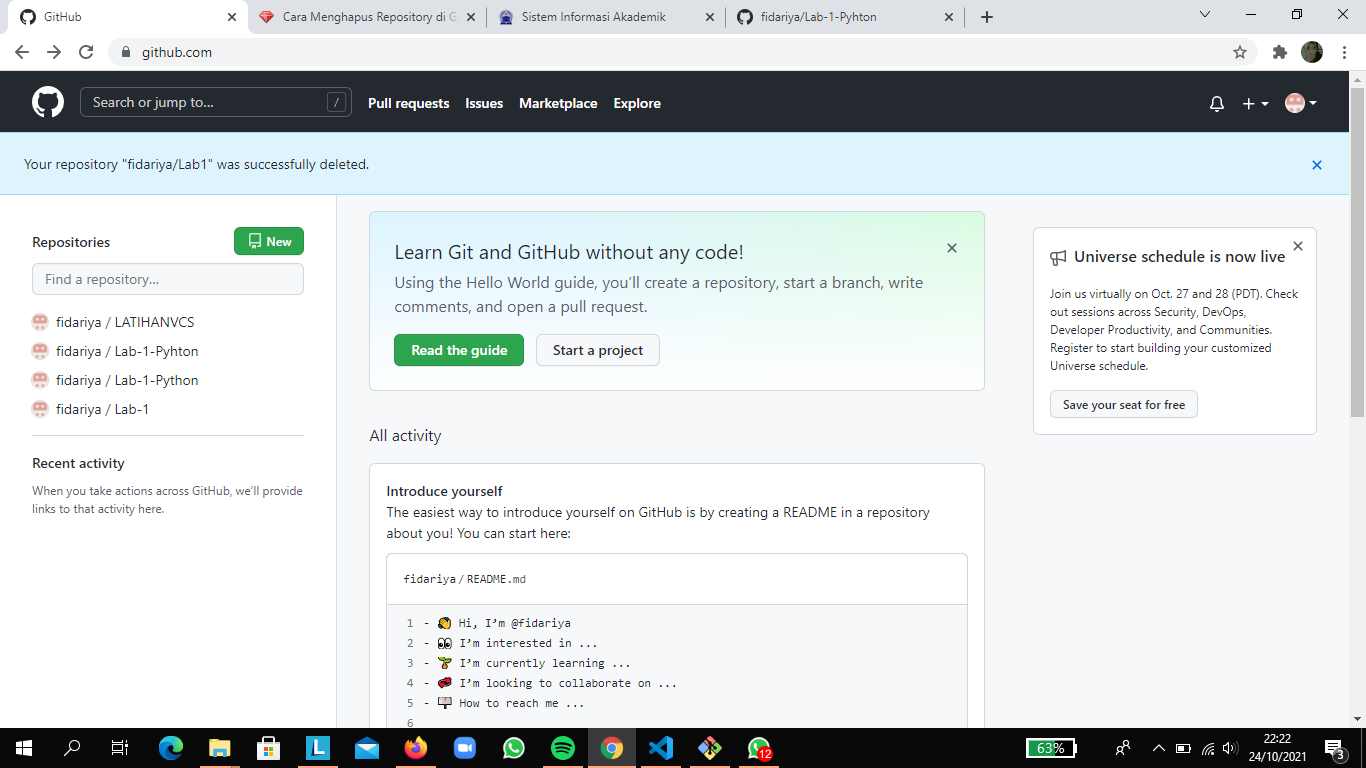 GitHub
Cara Menghapus Repository di G
Sistem Informasi Akademik
fidariya/Lab-1-Pyhton
github.com
Search or jump to...
/
Pull requests
Issues
Marketplace
Explore
Your repository "fidariya/Lab1" was successfully deleted.
Repositories
New
Find a repository...
fidariya / LATIHANVCS
fidariya / Lab-1-Pyhton
fidariya / Lab-1-Python
fidariya / Lab-1
Recent activity
When you take actions across GitHub, we'll provide
links to that activity here.
Learn Git and GitHub without any code!
Using the Hello World guide, you'll create a repository, start a branch, write
comments, and open a pull request.
Read the guide
Start a project
All activity
Introduce yourself
The easiest way to introduce yourself on GitHub is by creating a README in a repository
about you! You can start here:
fidariya / README.md
1 - 👋 Hi, I'm @fidariya
2 - 👀 I'm interested in ...
3 - 🌱 I'm currently learning ...
4 - 💞️ I'm looking to collaborate on ...
5 - 📫 How to reach me ...
6
Universe schedule is now live
Join us virtually on Oct. 27 and 28 (PDT). Check
out sessions across Security, DevOps,
Developer Productivity, and Communities.
Register to start building your customized
Universe schedule.
Save your seat for free
L
12
63%
22:22
24/10/2021
3